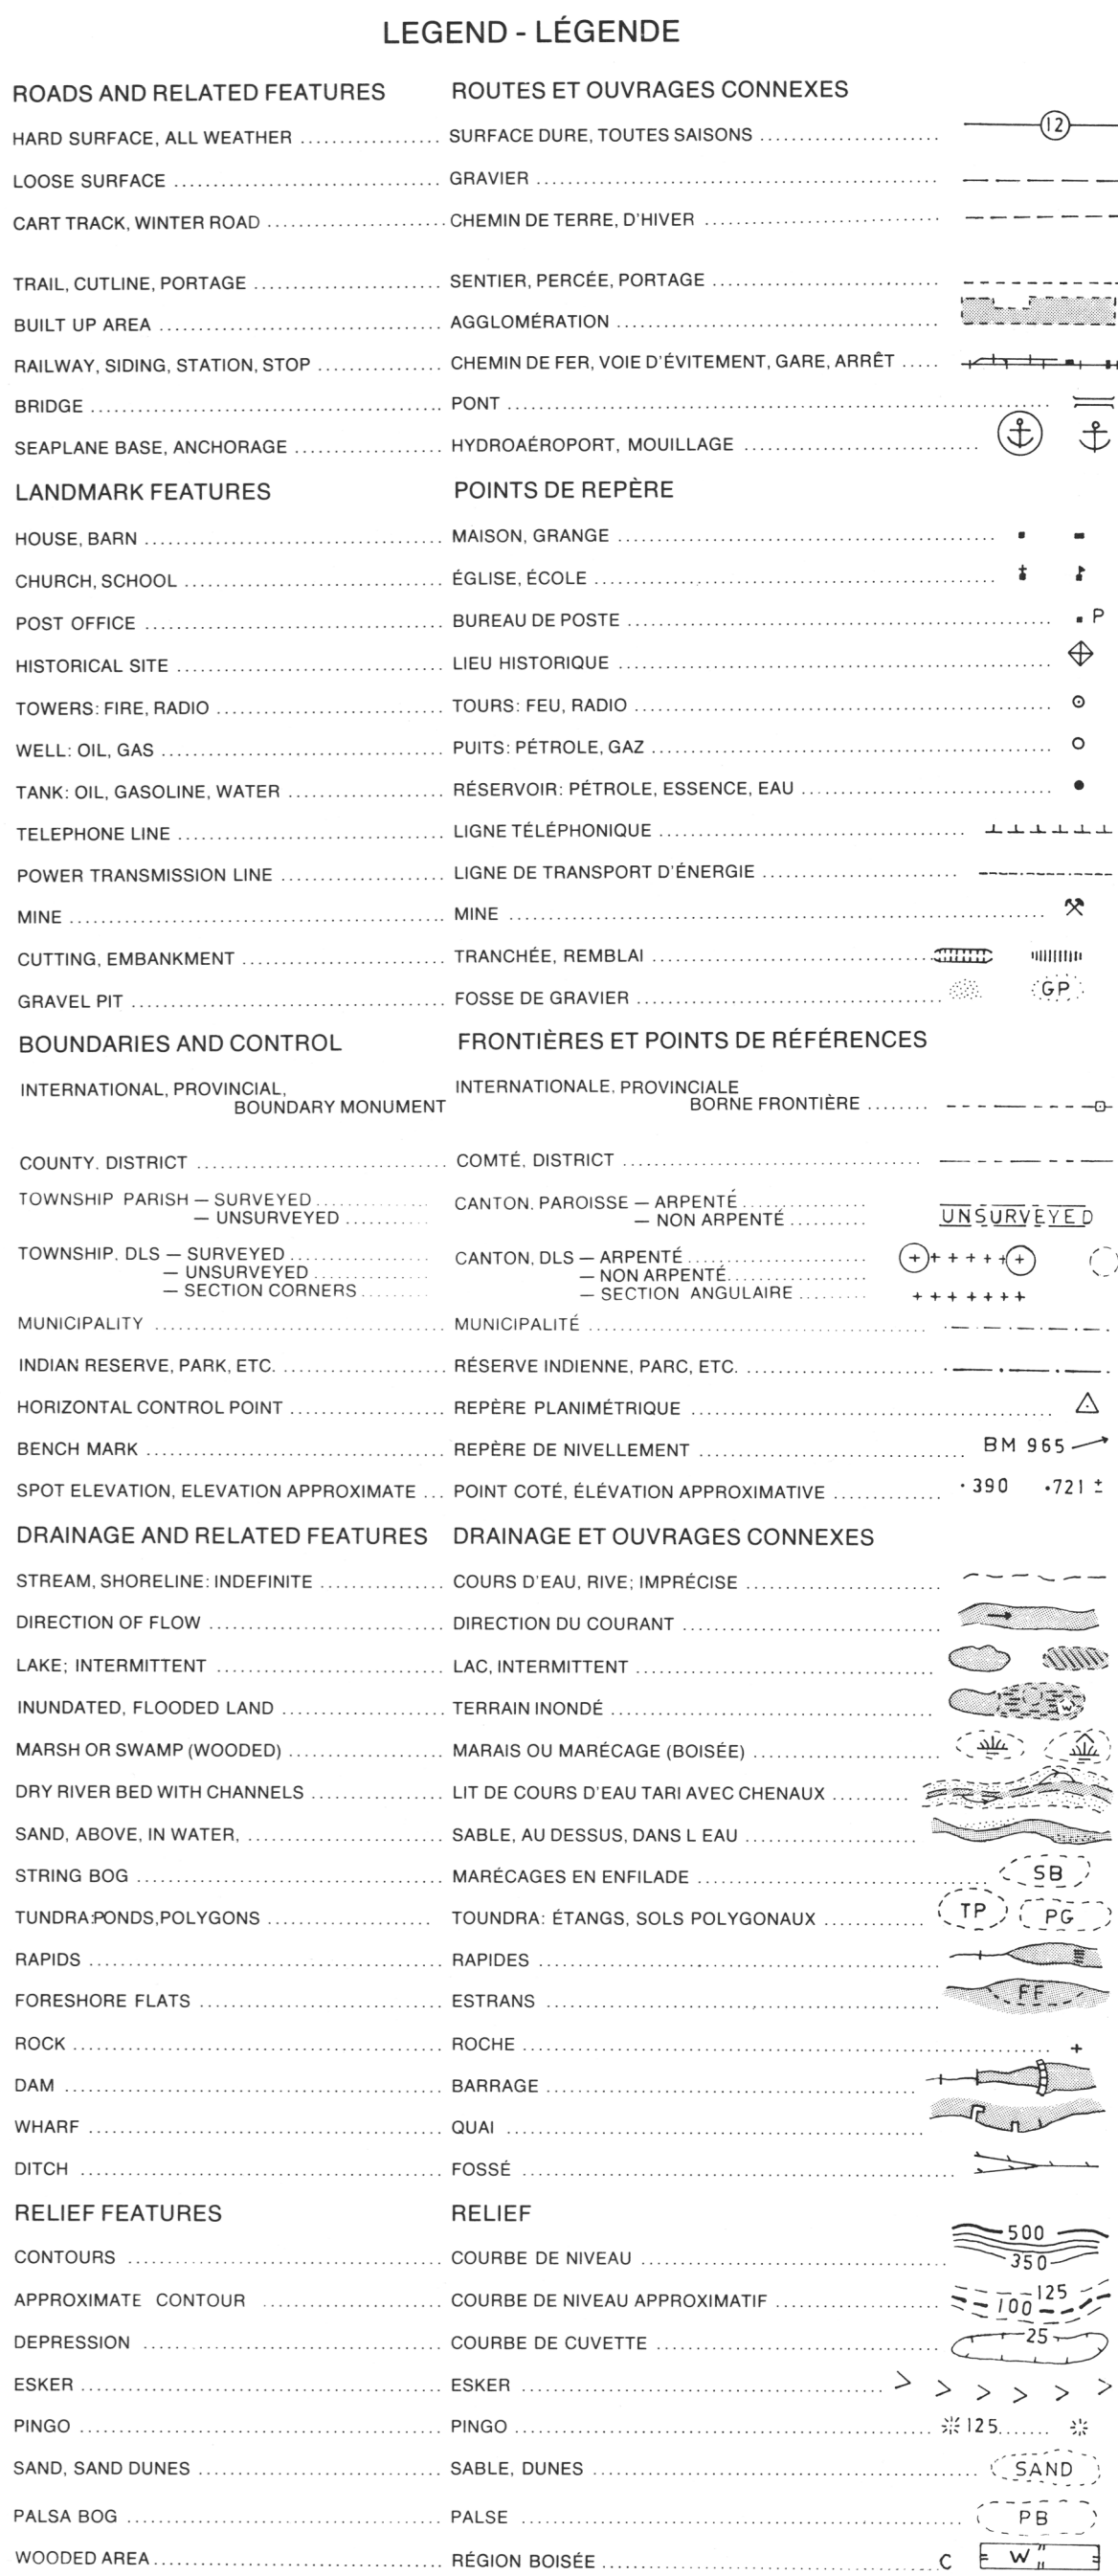 LEGEND - LÉGENDE
ROADS AND RELATED FEATURES ROUTES ET OUVRAGES CONNEXES
HARD SURFACE, ALL WEATHER SURFACE DURE, TOUTES SAISONS 12
LOOSE SURFACE GRAVIER
CART TRACK, WINTER ROAD CHEMIN DE TERRE, D'HIVER
TRAIL, CUTLINE, PORTAGE SENTIER, PERCÉE, PORTAGE
BUILT UP AREA AGGLOMÉRATION
RAILWAY, SIDING, STATION, STOP CHEMIN DE FER, VOIE D'ÉVITEMENT, GARE, ARRÊT
BRIDGE PONT
SEAPLANE BASE, ANCHORAGE HYDROAÉROPORT, MOUILLAGE
LANDMARK FEATURES POINTS DE REPÈRE
HOUSE, BARN MAISON, GRANGE
CHURCH, SCHOOL ÉGLISE, ÉCOLE
POST OFFICE BUREAU DE POSTE P
HISTORICAL SITE LIEU HISTORIQUE
TOWERS: FIRE, RADIO TOURS: FEU, RADIO
WELL: OIL, GAS PUITS: PÉTROLE, GAZ
TANK: OIL, GASOLINE, WATER RÉSERVOIR: PÉTROLE, ESSENCE, EAU
TELEPHONE LINE LIGNE TÉLÉPHONIQUE
POWER TRANSMISSION LINE LIGNE DE TRANSPORT D'ÉNERGIE
MINE MINE
CUTTING, EMBANKMENT TRANCHÉE, REMBLAI
GRAVEL PIT FOSSE DE GRAVIER GP
BOUNDARIES AND CONTROL FRONTIÈRES ET POINTS DE RÉFÉRENCES
INTERNATIONAL, PROVINCIAL, INTERNATIONALE, PROVINCIALE
BOUNDARY MONUMENT BORNE FRONTIÈRE
COUNTY. DISTRICT COMTÉ, DISTRICT
TOWNSHIP PARISH — SURVEYED CANTON, PAROISSE — ARPENTÉ
— UNSURVEYED — NON ARPENTÉ UNSURVEYED
TOWNSHIP. DLS — SURVEYED CANTON, DLS — ARPENTÉ
— UNSURVEYED — NON ARPENTÉ
— SECTION CORNERS — SECTION ANGULAIRE
MUNICIPALITY MUNICIPALITÉ
INDIAN RESERVE, PARK, ETC. RÉSERVE INDIENNE, PARC, ETC.
HORIZONTAL CONTROL POINT REPÈRE PLANIMÉTRIQUE
BENCH MARK REPÈRE DE NIVELLEMENT BM 965
SPOT ELEVATION, ELEVATION APPROXIMATE POINT COTÉ, ÉLÉVATION APPROXIMATIVE · 390 ·721 ±
DRAINAGE AND RELATED FEATURES DRAINAGE ET OUVRAGES CONNEXES
STREAM, SHORELINE: INDEFINITE COURS D'EAU, RIVE; IMPRÉCISE
DIRECTION OF FLOW DIRECTION DU COURANT
LAKE; INTERMITTENT LAC, INTERMITTENT
INUNDATED, FLOODED LAND TERRAIN INONDÉ W
MARSH OR SWAMP (WOODED) MARAIS OU MARÉCAGE (BOISÉE)
DRY RIVER BED WITH CHANNELS LIT DE COURS D'EAU TARI AVEC CHENAUX
SAND, ABOVE, IN WATER, SABLE, AU DESSUS, DANS L EAU
STRING BOG MARÉCAGES EN ENFILADE SB
TUNDRA:PONDS,POLYGONS TOUNDRA: ÉTANGS, SOLS POLYGONAUX TP PG
RAPIDS RAPIDES
FORESHORE FLATS ESTRANS FF
ROCK ROCHE
DAM BARRAGE
WHARF QUAI
DITCH FOSSÉ
RELIEF FEATURES RELIEF
CONTOURS COURBE DE NIVEAU 500 350
APPROXIMATE CONTOUR COURBE DE NIVEAU APPROXIMATIF 125 100
DEPRESSION COURBE DE CUVETTE 25
ESKER ESKER
PINGO PINGO 125
SAND, SAND DUNES SABLE, DUNES SAND
PALSA BOG PALSE PB
WOODED AREA RÉGION BOISÉE C W